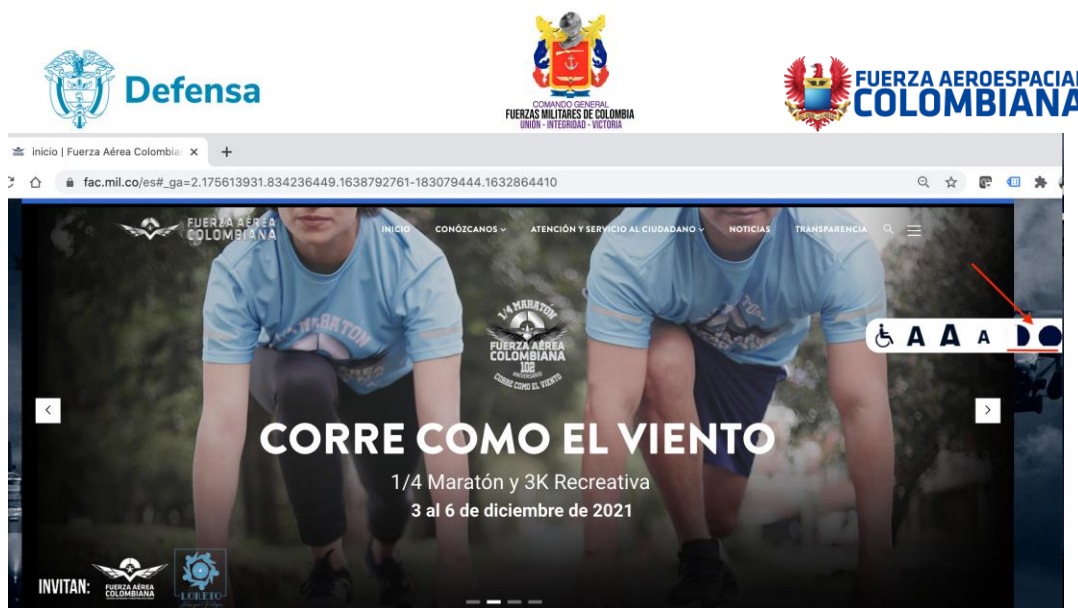 Defensa
COMANDO GENERAL
FUERZAS MILITARES DE COLOMBIA
UNIÓN - INTEGRIDAD - VICTORIA
FUERZA AEROESPACIAL
COLOMBIANA
inicio | Fuerza Aérea Colombia
fac.mil.co/es#_ga=2.175613931.834236449.1638792761-183079444.1632864410
FUERZA AÉREA
COLOMBIANA
INICIO CONÓZCANOS ATENCIÓN Y SERVICIO AL CIUDADANO NOTICIAS TRANSPARENCIA
1/4 MARATÓN
FUERZA AÉREA
COLOMBIANA
102
ANIVERSARIO
CORRE COMO EL VIENTO
A A A
CORRE COMO EL VIENTO
1/4 Maratón y 3K Recreativa
3 al 6 de diciembre de 2021
INVITAN:
FUERZA AÉREA
COLOMBIANA
LORETO